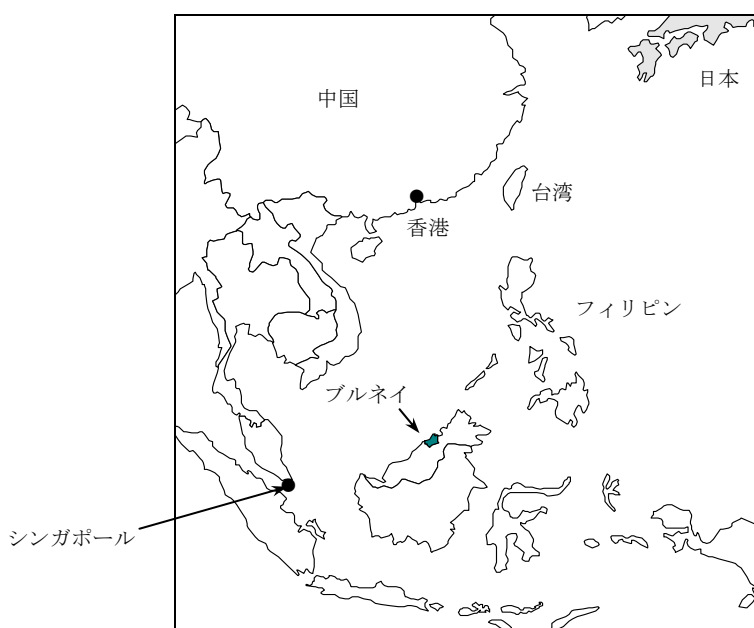 日本
中国
台湾
香港
フィリピン
ブルネイ
シンガポール